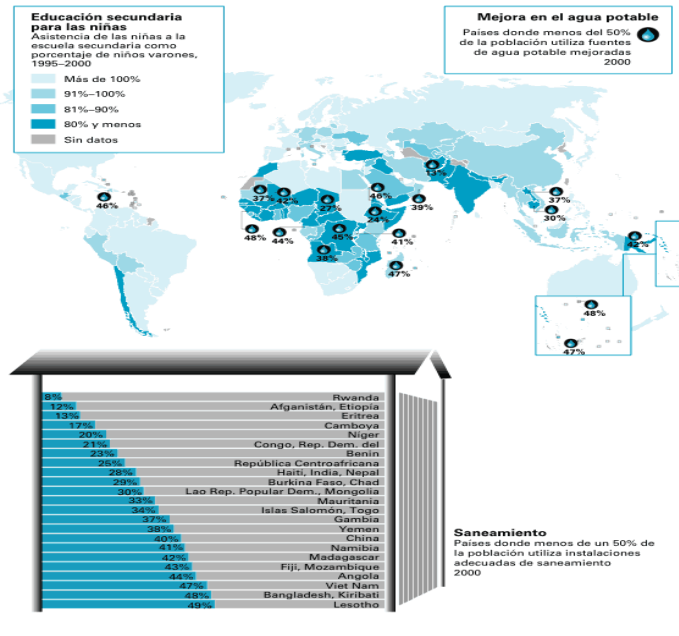 Educación secundaria
para las niñas
Asistencia de las niñas a la
escuela secundaria como
porcentaje de niños varones,
1995–2000
Más de 100%
91%–100%
81%–90%
80% y menos
Sin datos
Mejora en el agua potable
Países donde menos del 50%
de la población utiliza fuentes
de agua potable mejoradas
2000
13%
46%
37%
42%
27%
46%
39%
24%
37%
30%
48%
44%
45%
41%
38%
47%
42%
48%
47%
8% Rwanda
12% Afganistán, Etiopía
13% Eritrea
17% Camboya
20% Níger
21% Congo, Rep. Dem. del
23% Benin
25% República Centroafricana
28% Haití, India, Nepal
29% Burkina Faso, Chad
30% Lao Rep. Popular Dem., Mongolia
33% Mauritania
34% Islas Salomón, Togo
37% Gambia
38% Yemen
40% China
41% Namibia
42% Madagascar
43% Fiji, Mozambique
44% Angola
47% Viet Nam
48% Bangladesh, Kiribati
49% Lesotho
Saneamiento
Países donde menos de un 50% de
la población utiliza instalaciones
adecuadas de saneamiento
2000